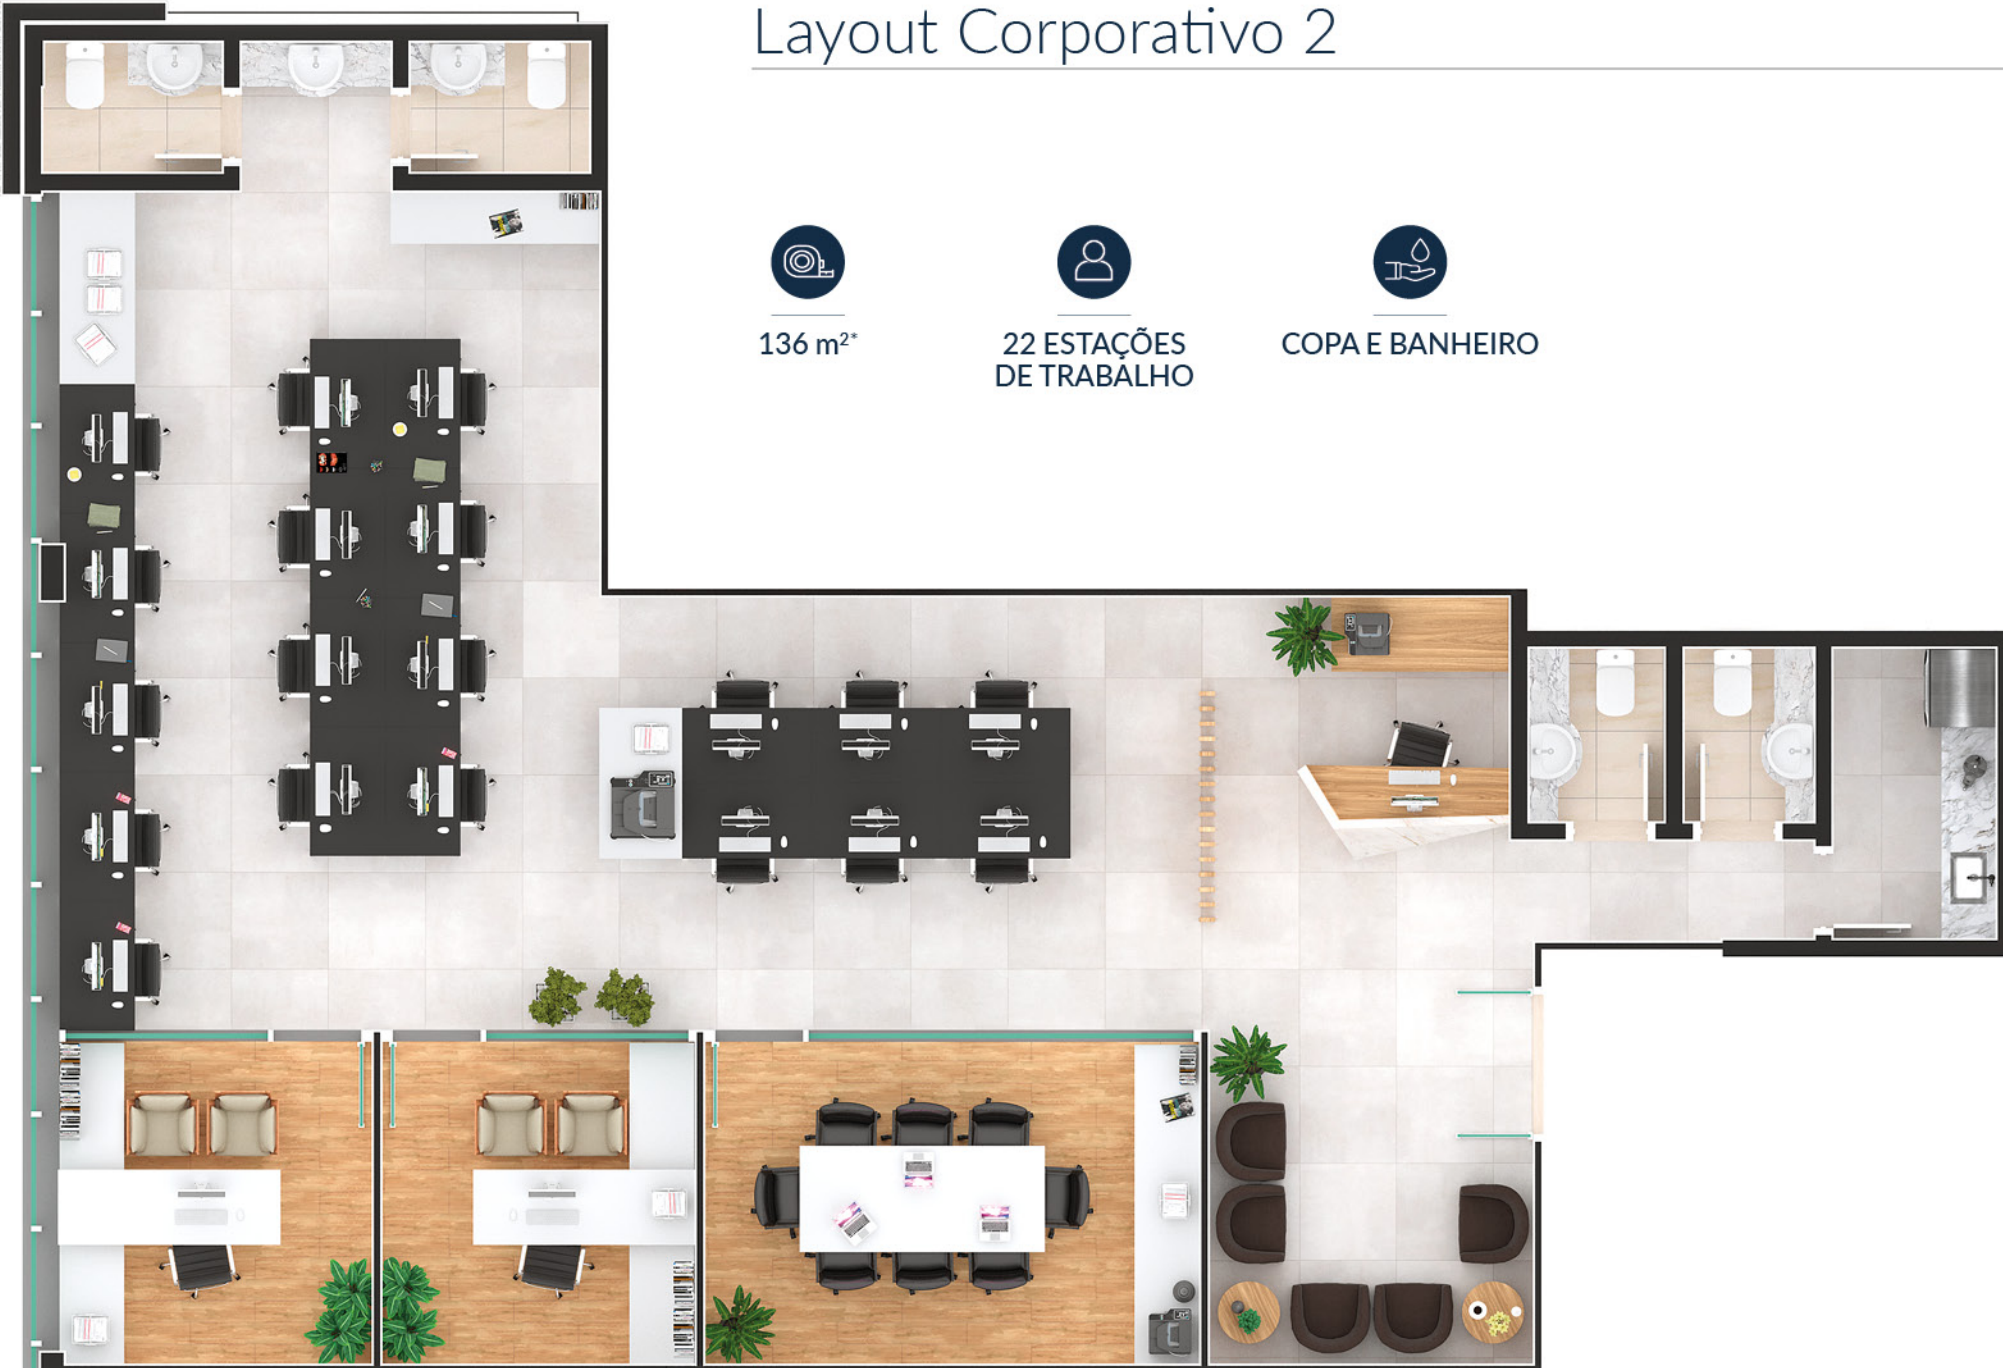 Layout Corporativo 2
136 m²*
22 ESTAÇÕES
DE TRABALHO
COPA E BANHEIRO